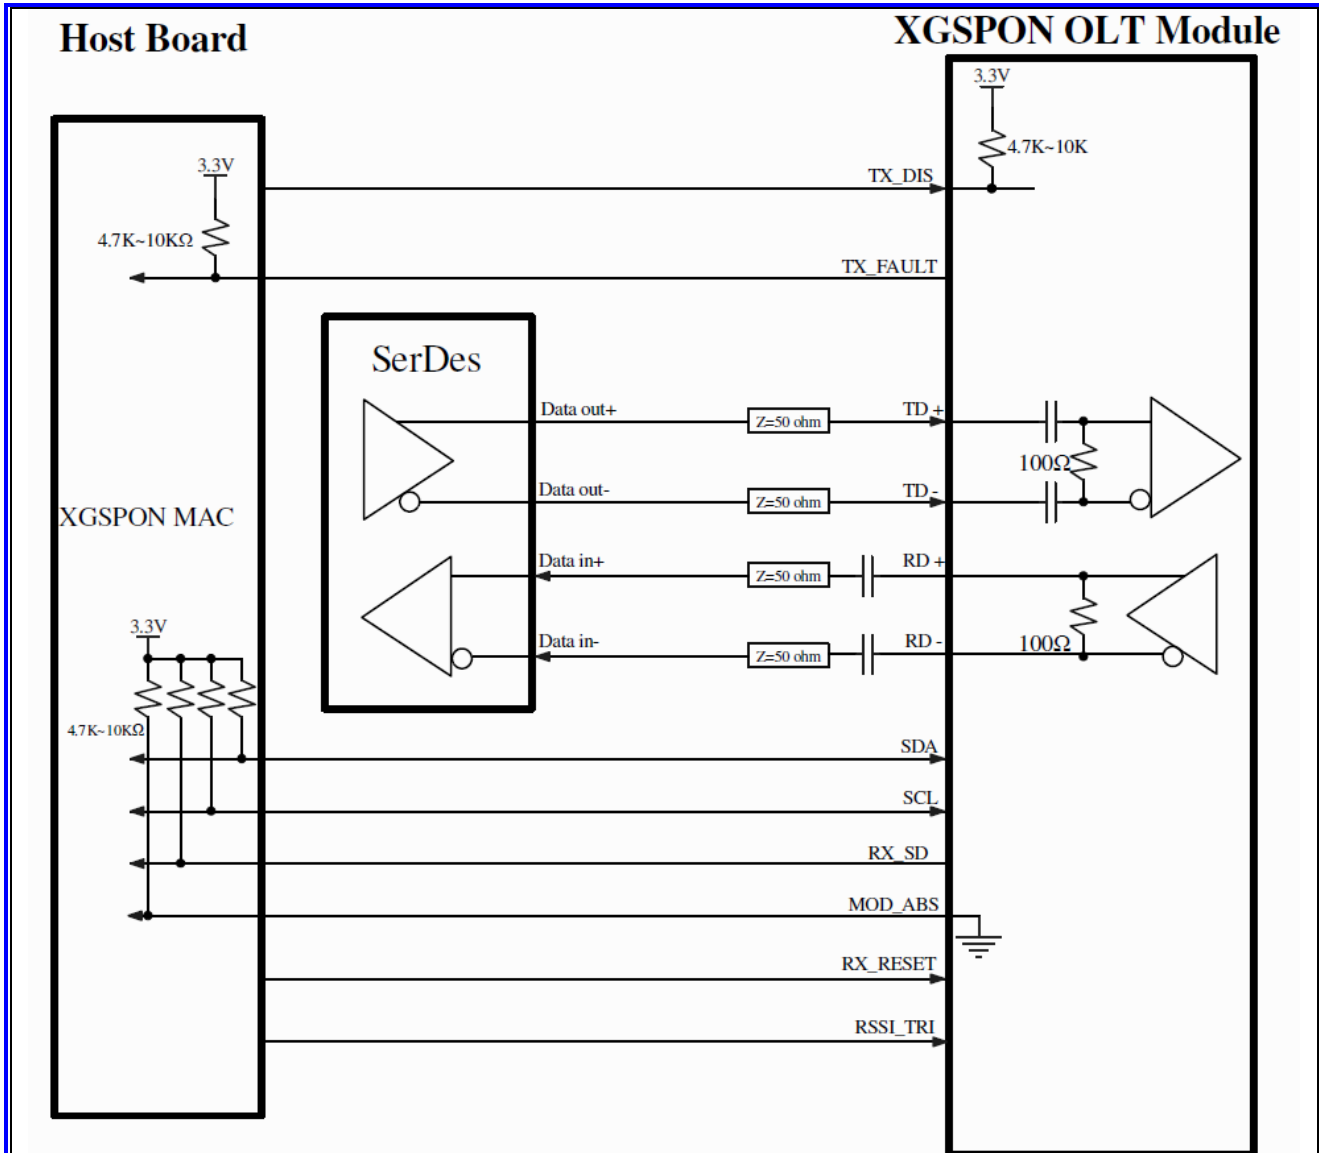 Host Board
XGSPON OLT Module
3.3V
4.7K~10K
3.3V
TX_DIS
4.7K~10KΩ
TX_FAULT
SerDes
Data out+
Z=50 ohm
TD +
100Ω
Data out-
Z=50 ohm
TD -
XGSPON MAC
Data in+
Z=50 ohm
RD +
3.3V
Data in-
Z=50 ohm
RD -
100Ω
4.7K~10KΩ
SDA
SCL
RX_SD
MOD_ABS
RX_RESET
RSSI_TRI